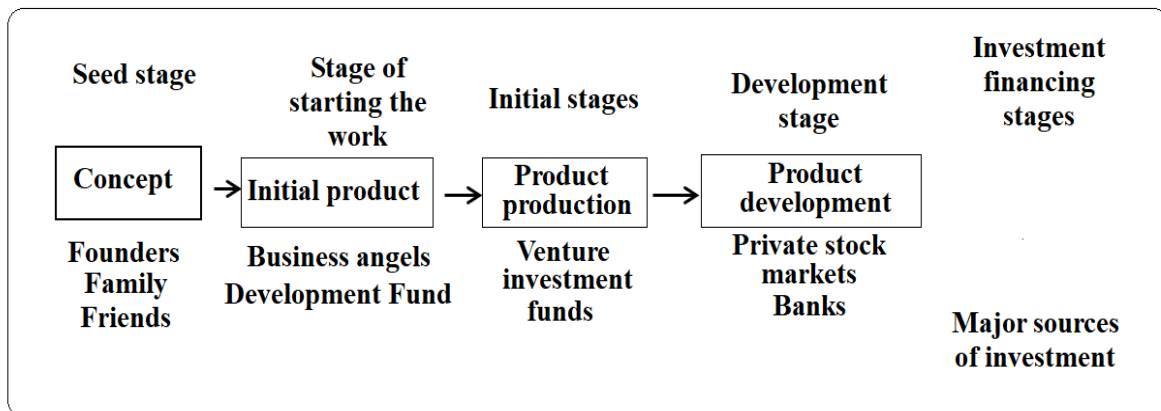 Seed stage
Stage of
starting the
work
Initial stages
Development
stage
Investment
financing
stages
Concept
Initial product
Product
production
Product
development
Founders
Family
Friends
Business angels
Development Fund
Venture
investment
funds
Private stock
markets
Banks
Major sources
of investment